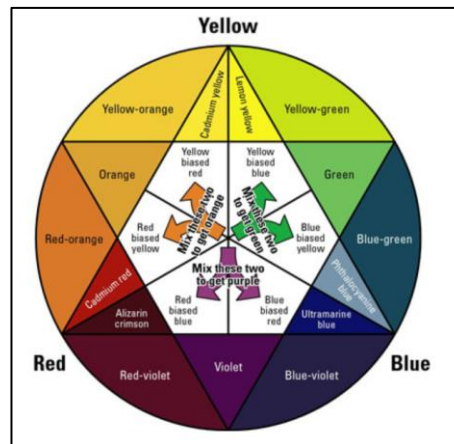 Yellow
Yellow-orange
Cadmium yellow
Lemon yellow
Yellow-green
Orange
Yellow
biased
red
Yellow
biased
blue
Green
Red-orange
Red
biased
yellow
Mix these two
to get orange
Mix these two
to get green
Blue
biased
yellow
Blue-green
Cadmium red
Mix these two
to get purple
Phthalocyanine
blue
Alizarin
crimson
Red
biased
blue
Blue
biased
red
Ultramarine
blue
Red
Blue
Red-violet
Violet
Blue-violet